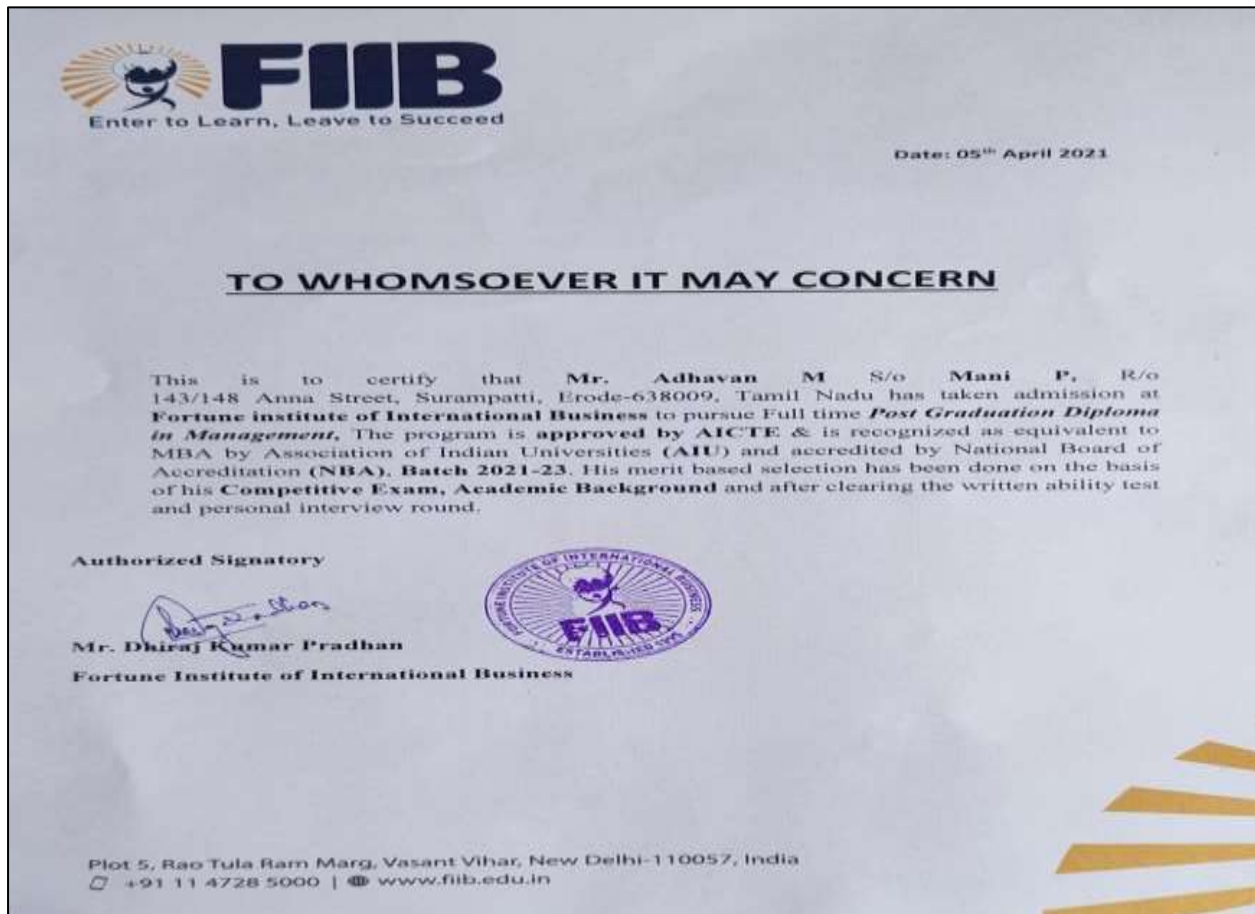 FIIB
Enter to Learn, Leave to Succeed
Date: 05th April 2021
TO WHOMSOEVER IT MAY CONCERN
This is to certify that Mr. Adhavan M S/o Mani P, R/o
143/148 Anna Street, Surampatti, Erode-638009, Tamil Nadu has taken admission at
Fortune institute of International Business to pursue Full time Post Graduation Diploma
in Management, The program is approved by AICTE & is recognized as equivalent to
MBA by Association of Indian Universities (AIU) and accredited by National Board of
Accreditation (NBA). Batch 2021-23. His merit based selection has been done on the basis
of his Competitive Exam, Academic Background and after clearing the written ability test
and personal interview round.
Authorized Signatory
Mr. Dhiraj Kumar Pradhan
Fortune Institute of International Business
FORTUNE INSTITUTE OF INTERNATIONAL BUSINESS
FIIB
ESTABLISHED 1995
Plot 5, Rao Tula Ram Marg, Vasant Vihar, New Delhi-110057, India
+91 11 4728 5000 | www.fiib.edu.in